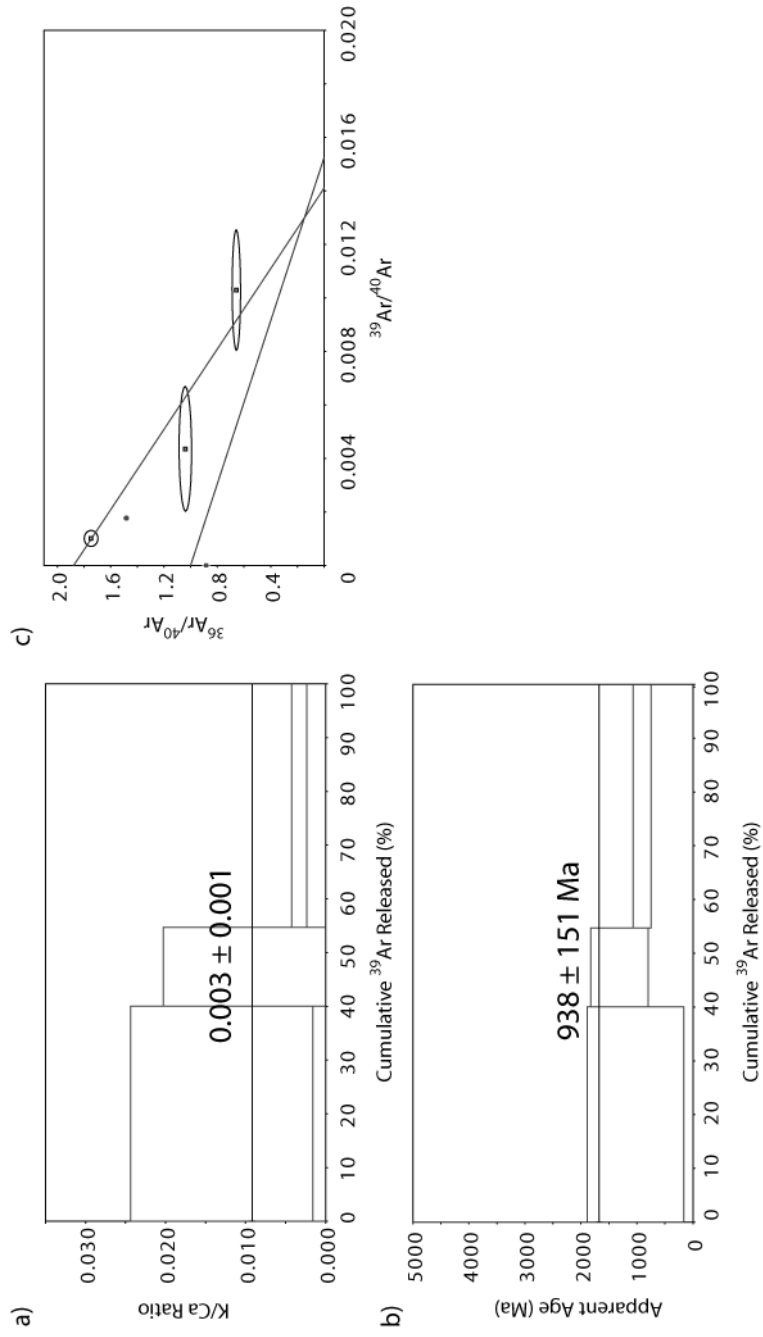 a)
K/Ca Ratio
0.030
0.020
0.010
0.000
0.003 ± 0.001
0 10 20 30 40 50 60 70 80 90 100
Cumulative ³⁹Ar Released (%)
b)
Apparent Age (Ma)
5000
4000
3000
2000
1000
0
938 ± 151 Ma
0 10 20 30 40 50 60 70 80 90 100
Cumulative ³⁹Ar Released (%)
c)
³⁶Ar/⁴⁰Ar
2.0
1.6
1.2
0.8
0.4
0 0.004 0.008 0.012 0.016 0.020
³⁹Ar/⁴⁰Ar